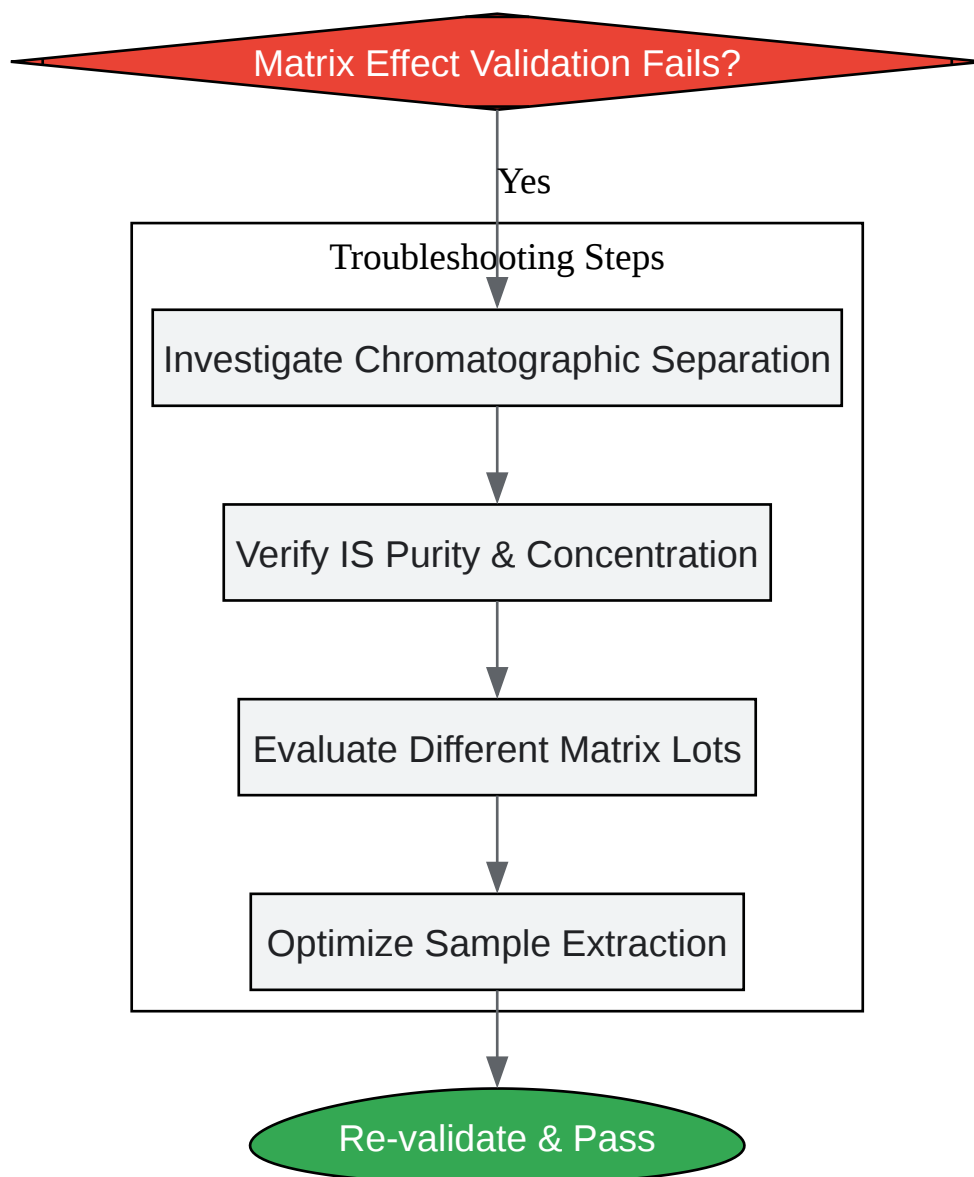 Matrix Effect Validation Fails?
Yes
Troubleshooting Steps
Investigate Chromatographic Separation
Verify IS Purity & Concentration
Evaluate Different Matrix Lots
Optimize Sample Extraction
Re-validate & Pass